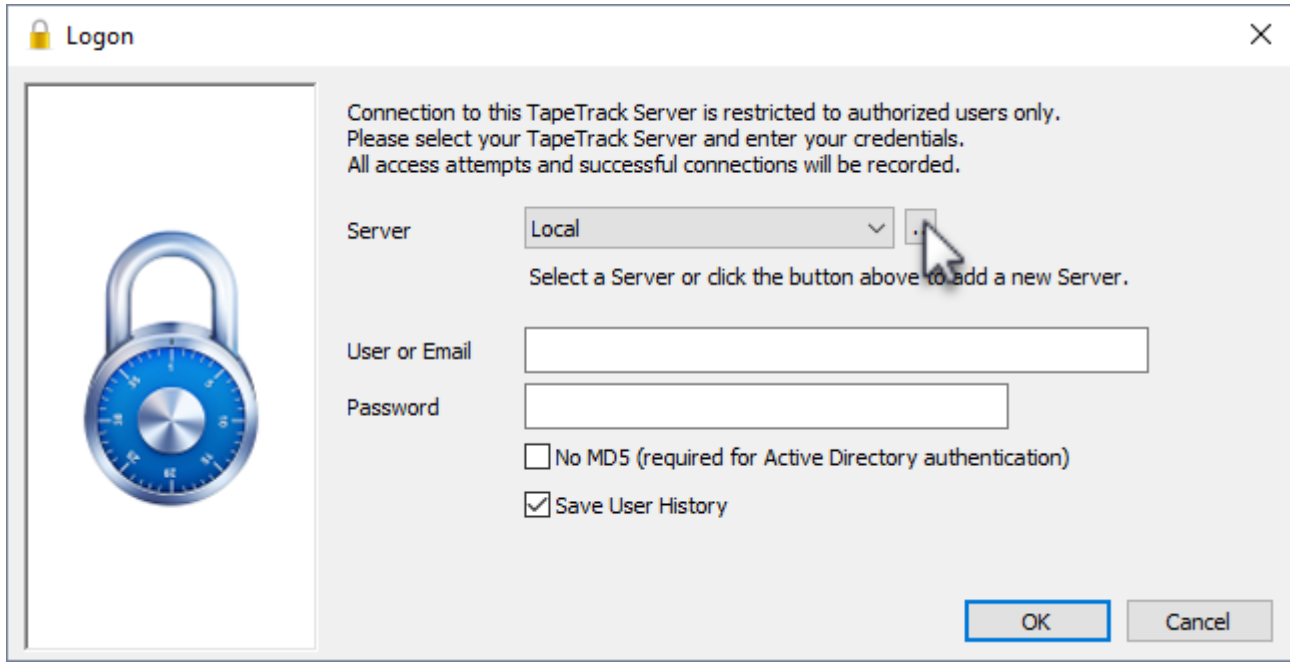 Logon
Connection to this TapeTrack Server is restricted to authorized users only.
Please select your TapeTrack Server and enter your credentials.
All access attempts and successful connections will be recorded.
Server
Local
Select a Server or click the button above to add a new Server.
User or Email
Password
No MD5 (required for Active Directory authentication)
Save User History
OK
Cancel